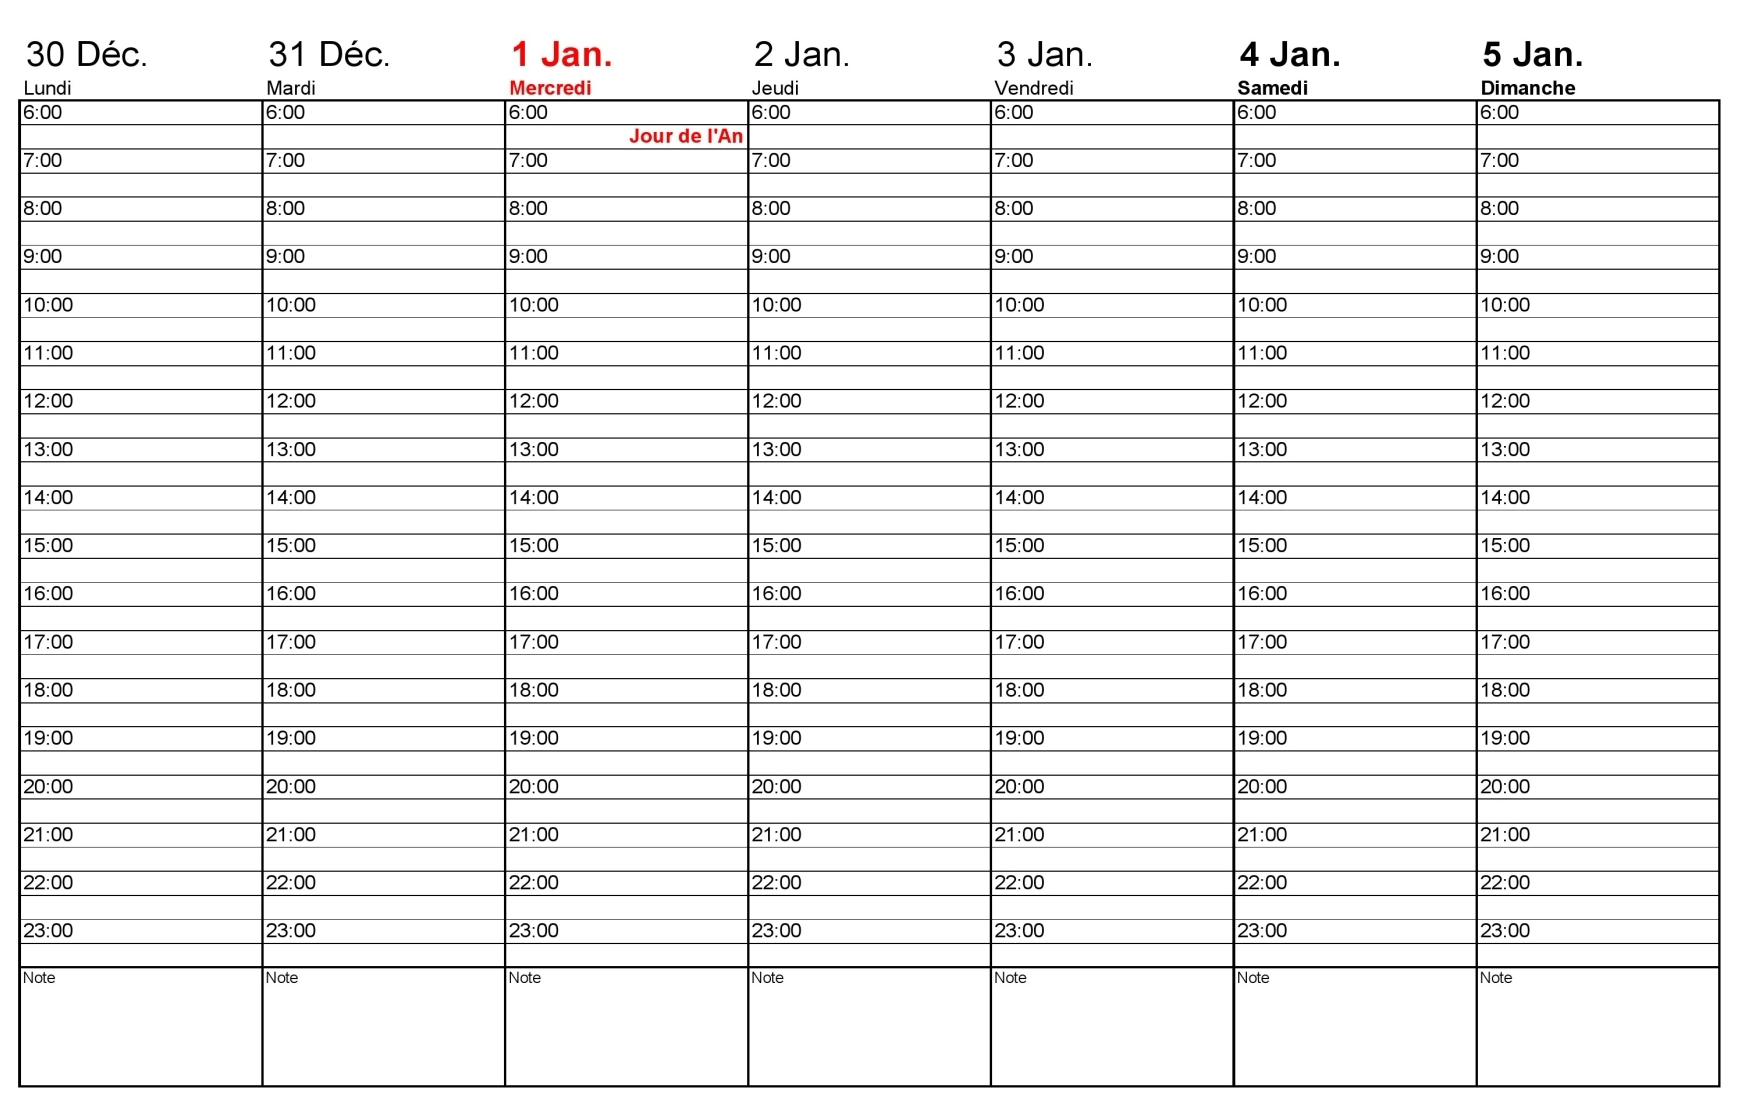 30 Déc. 31 Déc. 1 Jan. 2 Jan. 3 Jan. 4 Jan. 5 Jan.
Lundi Mardi Mercredi Jeudi Vendredi Samedi Dimanche
6:00 6:00 6:00 6:00 6:00 6:00 6:00
Jour de l'An
7:00 7:00 7:00 7:00 7:00 7:00 7:00
8:00 8:00 8:00 8:00 8:00 8:00 8:00
9:00 9:00 9:00 9:00 9:00 9:00 9:00
10:00 10:00 10:00 10:00 10:00 10:00 10:00
11:00 11:00 11:00 11:00 11:00 11:00 11:00
12:00 12:00 12:00 12:00 12:00 12:00 12:00
13:00 13:00 13:00 13:00 13:00 13:00 13:00
14:00 14:00 14:00 14:00 14:00 14:00 14:00
15:00 15:00 15:00 15:00 15:00 15:00 15:00
16:00 16:00 16:00 16:00 16:00 16:00 16:00
17:00 17:00 17:00 17:00 17:00 17:00 17:00
18:00 18:00 18:00 18:00 18:00 18:00 18:00
19:00 19:00 19:00 19:00 19:00 19:00 19:00
20:00 20:00 20:00 20:00 20:00 20:00 20:00
21:00 21:00 21:00 21:00 21:00 21:00 21:00
22:00 22:00 22:00 22:00 22:00 22:00 22:00
23:00 23:00 23:00 23:00 23:00 23:00 23:00
Note Note Note Note Note Note Note